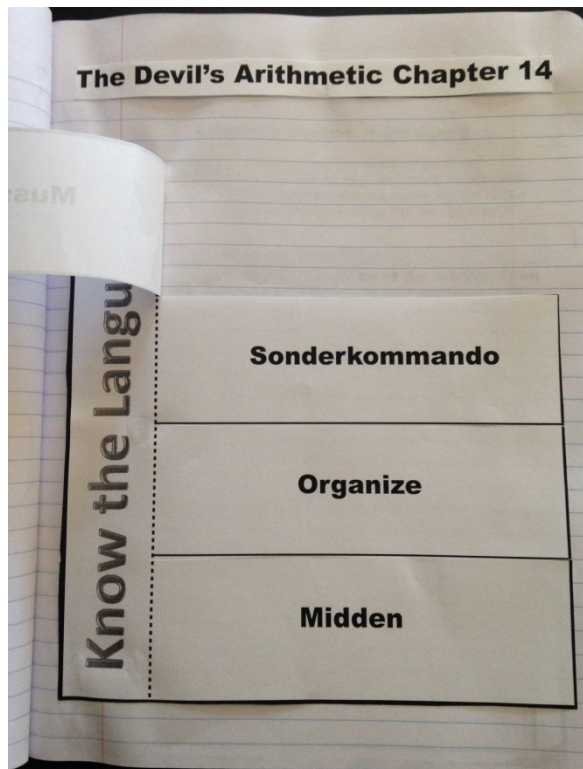 The Devil's Arithmetic Chapter 14
Know the Langu
Sonderkommando
Organize
Midden